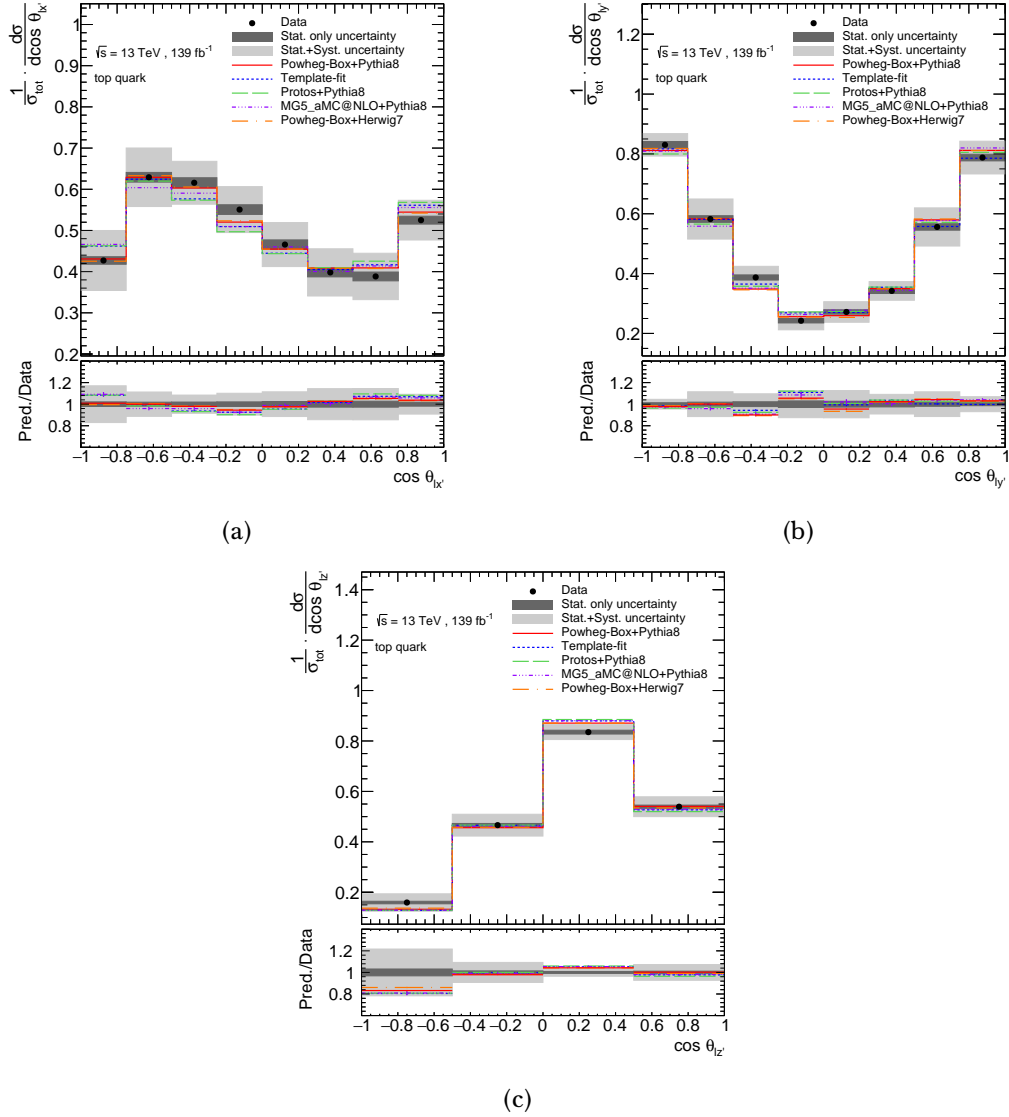 1/σtot · dσ/dcos θlx'
1
0.9
0.8
0.7
0.6
0.5
0.4
0.3
0.2
√s = 13 TeV , 139 fb-1
top quark
Data
Stat. only uncertainty
Stat.+Syst. uncertainty
Powheg-Box+Pythia8
Template-fit
Protos+Pythia8
MG5_aMC@NLO+Pythia8
Powheg-Box+Herwig7
Pred./Data
1.2
1
0.8
−1 −0.8 −0.6 −0.4 −0.2 0 0.2 0.4 0.6 0.8 1
cos θlx'
(a)
1/σtot · dσ/dcos θly'
1.2
1
0.8
0.6
0.4
0.2
√s = 13 TeV , 139 fb-1
top quark
Data
Stat. only uncertainty
Stat.+Syst. uncertainty
Powheg-Box+Pythia8
Template-fit
Protos+Pythia8
MG5_aMC@NLO+Pythia8
Powheg-Box+Herwig7
Pred./Data
1.2
1
0.8
−1 −0.8 −0.6 −0.4 −0.2 0 0.2 0.4 0.6 0.8 1
cos θly'
(b)
1/σtot · dσ/dcos θlz'
1.4
1.2
1
0.8
0.6
0.4
0.2
√s = 13 TeV , 139 fb-1
top quark
Data
Stat. only uncertainty
Stat.+Syst. uncertainty
Powheg-Box+Pythia8
Template-fit
Protos+Pythia8
MG5_aMC@NLO+Pythia8
Powheg-Box+Herwig7
Pred./Data
1.2
1
0.8
−1 −0.8 −0.6 −0.4 −0.2 0 0.2 0.4 0.6 0.8 1
cos θlz'
(c)